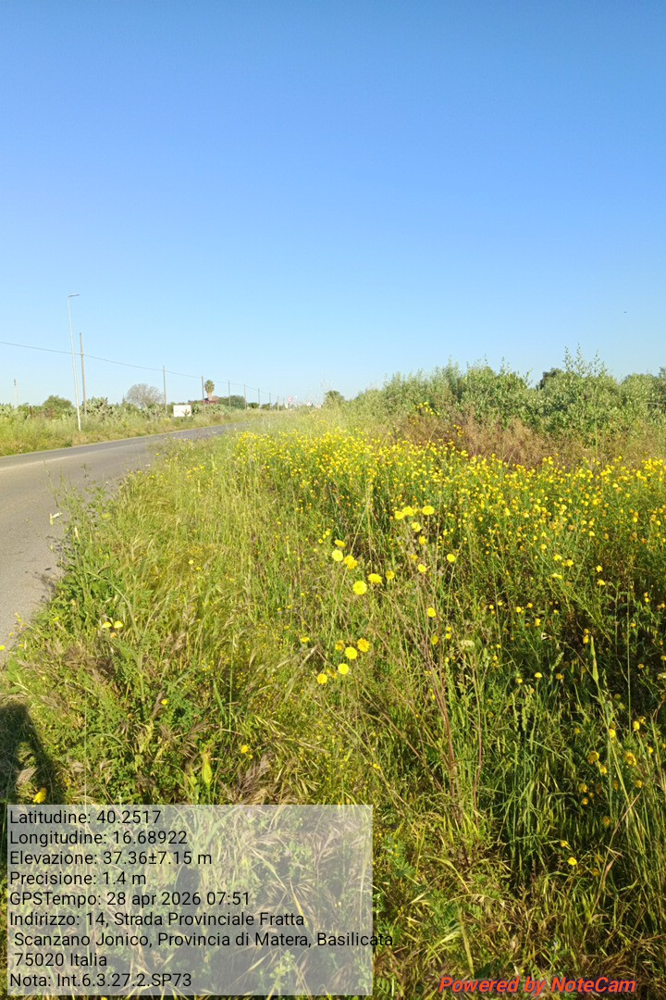 Latitudine: 40.2517
Longitudine: 16.68922
Elevazione: 37.36±7.15 m
Precisione: 1.4 m
GPSTempo: 28 apr 2026 07:51
Indirizzo: 14, Strada Provinciale Fratta
Scanzano Jonico, Provincia di Matera, Basilicata
75020 Italia
Nota: Int.6.3.27.2.SP73
Powered by NoteCam